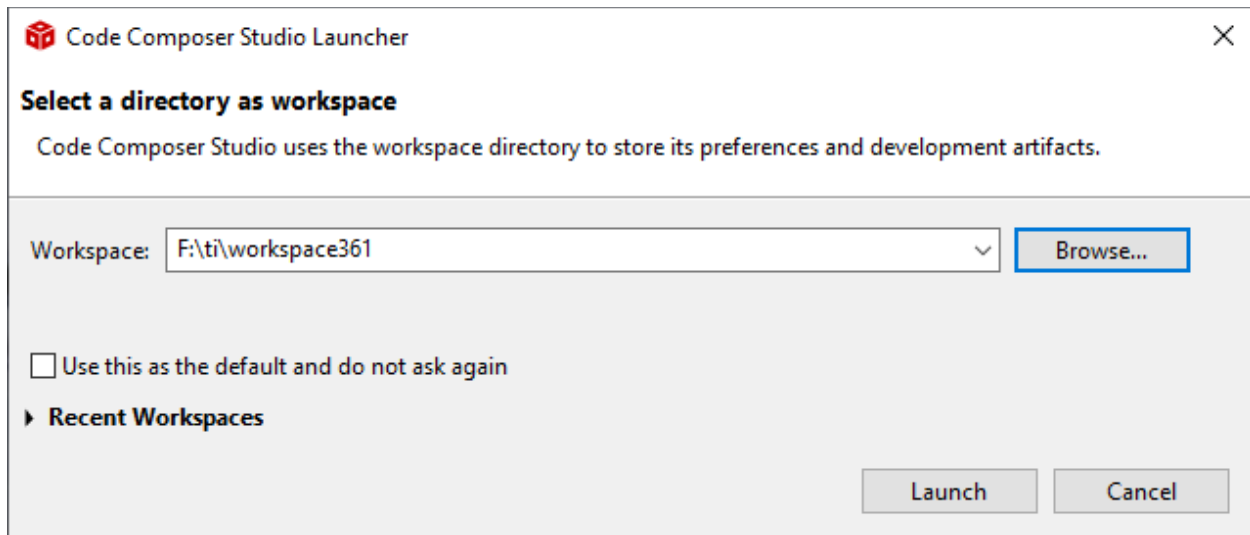 Code Composer Studio Launcher
Select a directory as workspace
Code Composer Studio uses the workspace directory to store its preferences and development artifacts.
Workspace: F:\ti\workspace361 Browse...
Use this as the default and do not ask again
Recent Workspaces
Launch Cancel